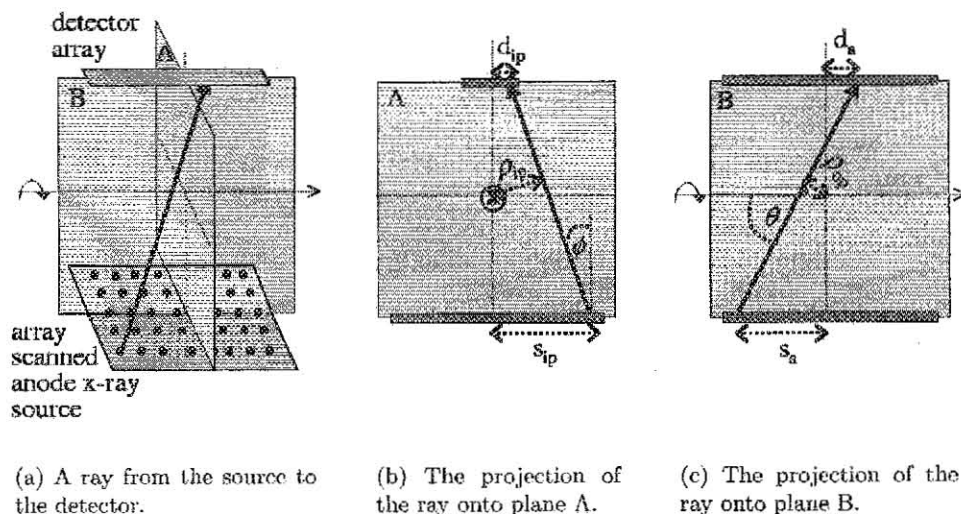 detector
array
A
B
array
scanned
anode x-ray
source
d_ip
A
ρ_ip
ϕ
s_ip
d_a
B
θ
s_a
(a) A ray from the source to
the detector.
(b) The projection of
the ray onto plane A.
(c) The projection of the
ray onto plane B.